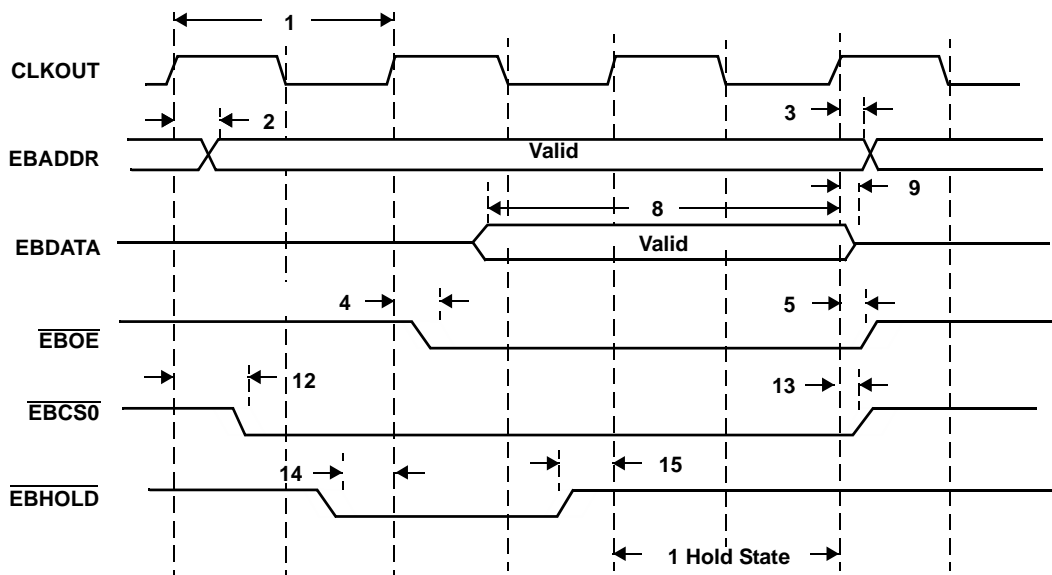 1
CLKOUT
2
3
EBADDR
Valid
9
8
EBDATA
Valid
4
5
EBOE
12
13
EBCS0
14
15
EBHOLD
1 Hold State